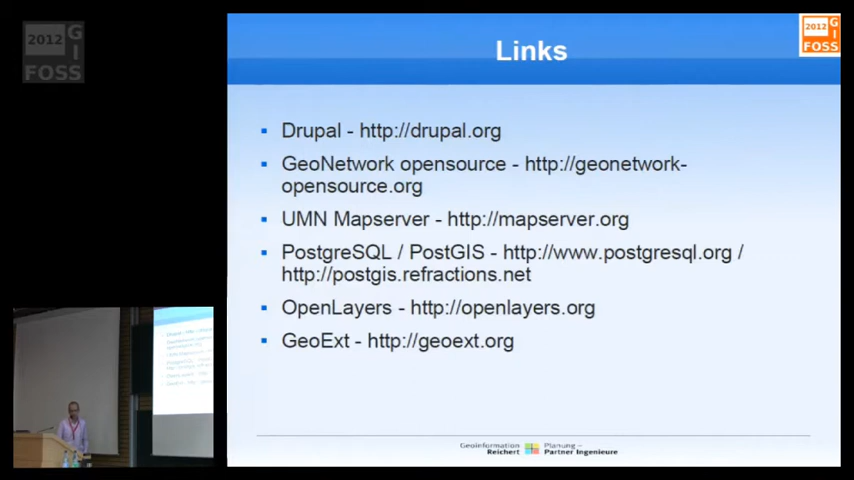 2012
G
I
FOSS
Links
2012
G
I
FOSS
Drupal - http://drupal.org
GeoNetwork opensource - http://geonetwork-
opensource.org
UMN Mapserver - http://mapserver.org
PostgreSQL / PostGIS - http://www.postgresql.org /
http://postgis.refractions.net
OpenLayers - http://openlayers.org
GeoExt - http://geoext.org
Geoinformation
Reichert
Planung –
Partner Ingenieure